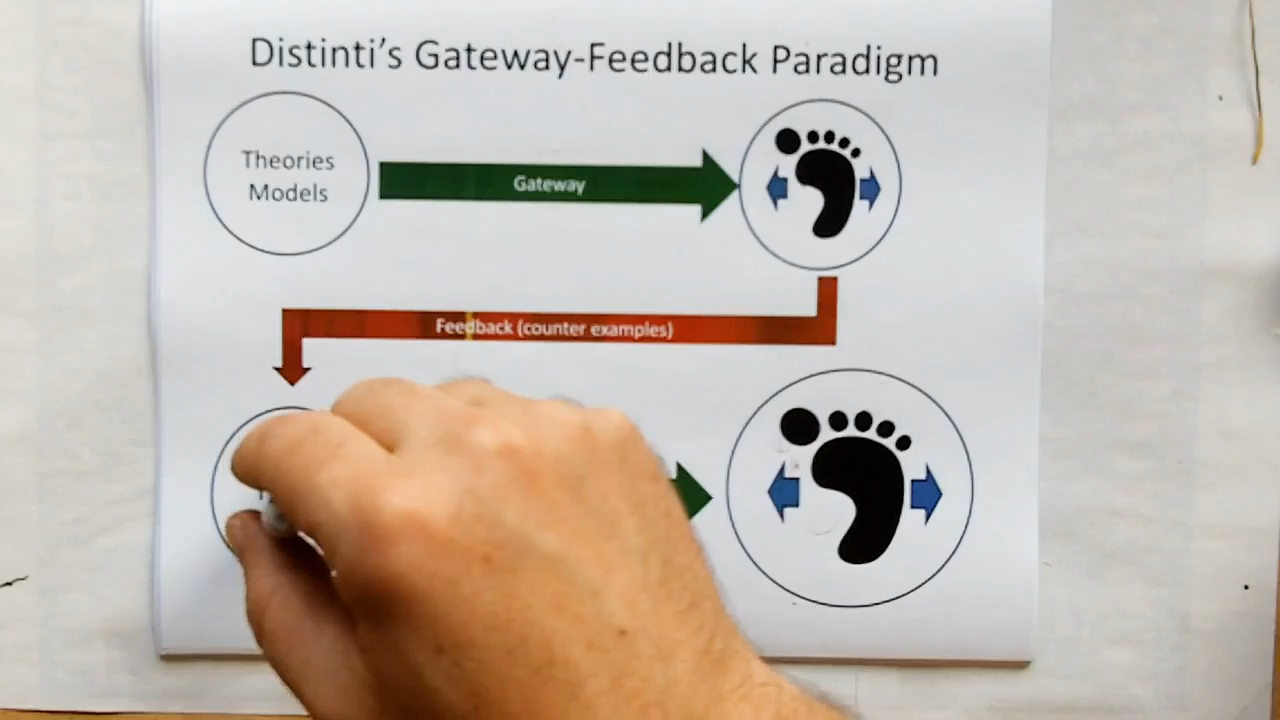 Distinti's Gateway-Feedback Paradigm
Theories
Models
Gateway
Feedback (counter examples)